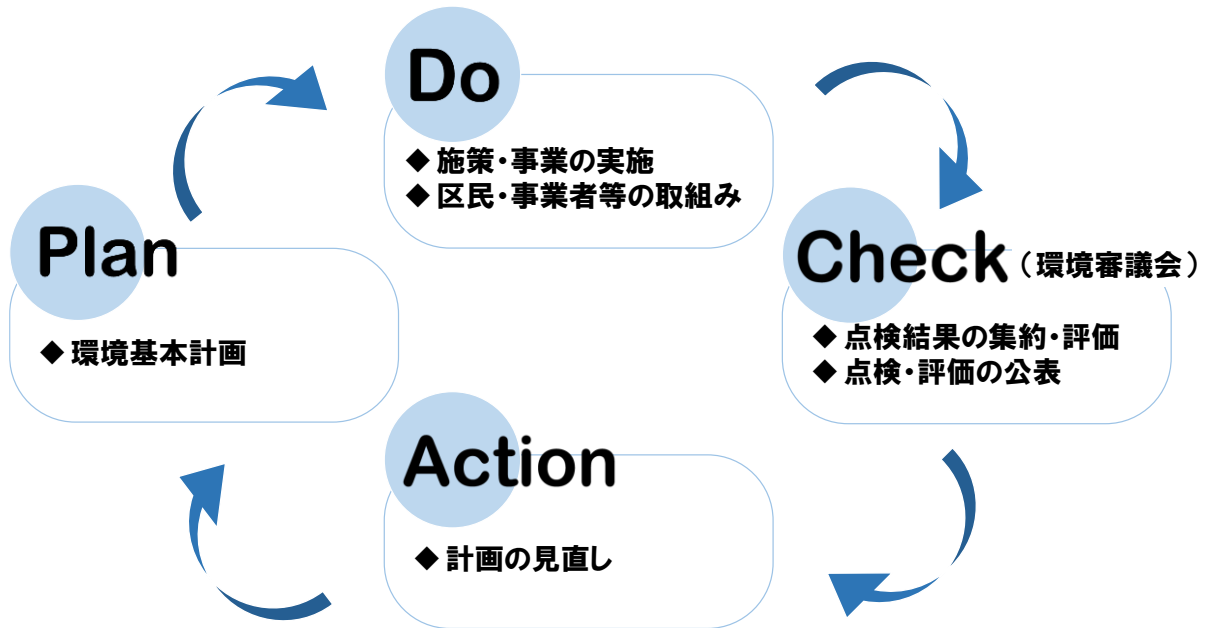 Do
◆ 施策・事業の実施
◆ 区民・事業者等の取組み
Plan
◆ 環境基本計画
Check（環境審議会）
◆ 点検結果の集約・評価
◆ 点検・評価の公表
Action
◆ 計画の見直し